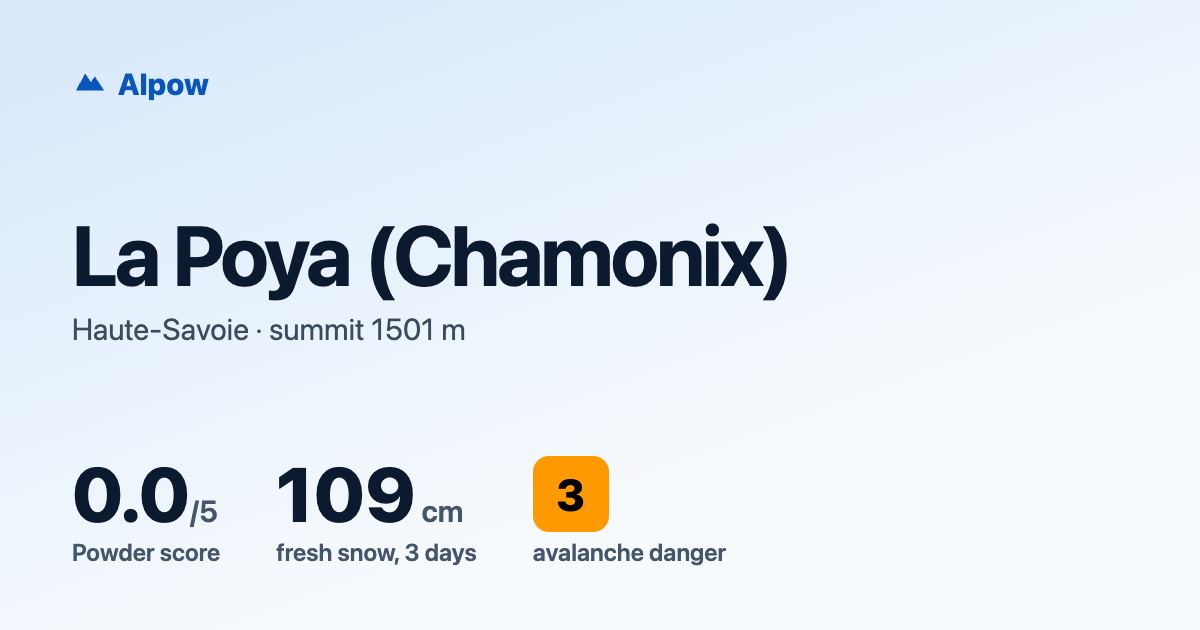 Alpow
La Poya (Chamonix)
Haute-Savoie · summit 1501 m
0.0/5 109 cm 3
Powder score fresh snow, 3 days avalanche danger